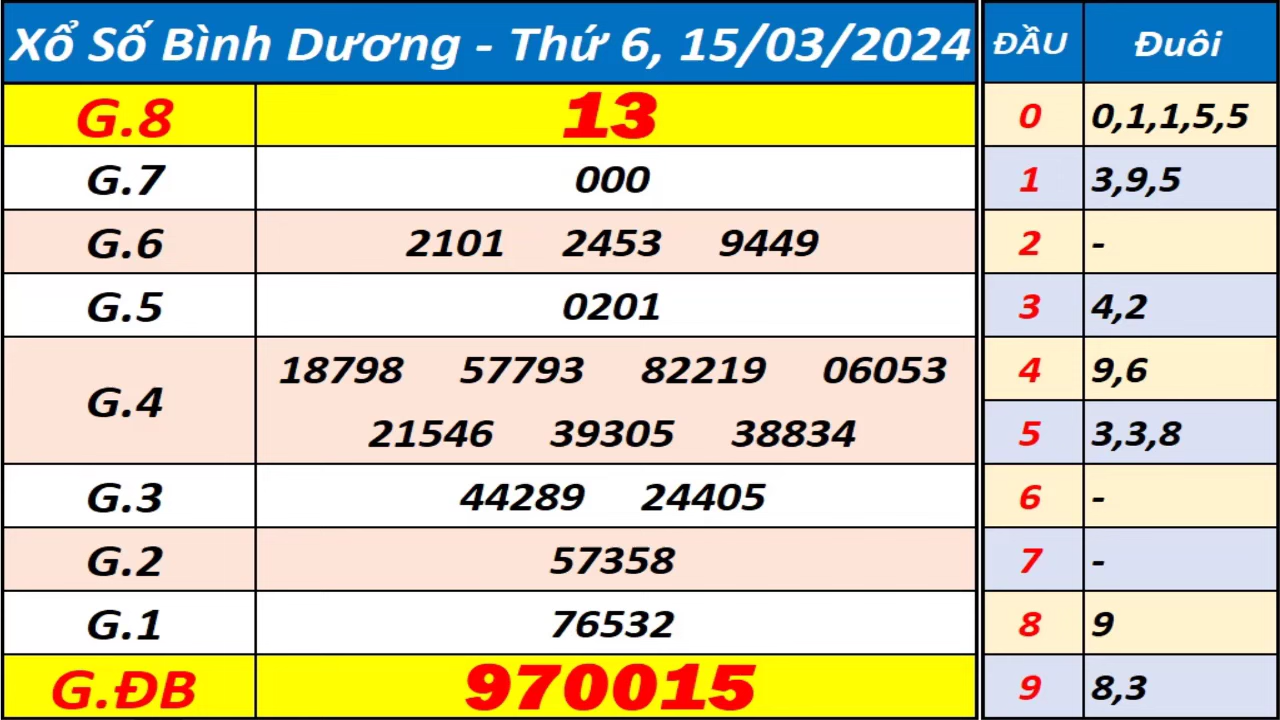 Xổ Số Bình Dương - Thứ 6, 15/03/2024 ĐẦU Đuôi
G.8 13 0 0,1,1,5,5
G.7 000 1 3,9,5
G.6 2101 2453 9449 2 -
G.5 0201 3 4,2
G.4 18798 57793 82219 06053 4 9,6
21546 39305 38834 5 3,3,8
G.3 44289 24405 6 -
G.2 57358 7 -
G.1 76532 8 9
G.ĐB 970015 9 8,3